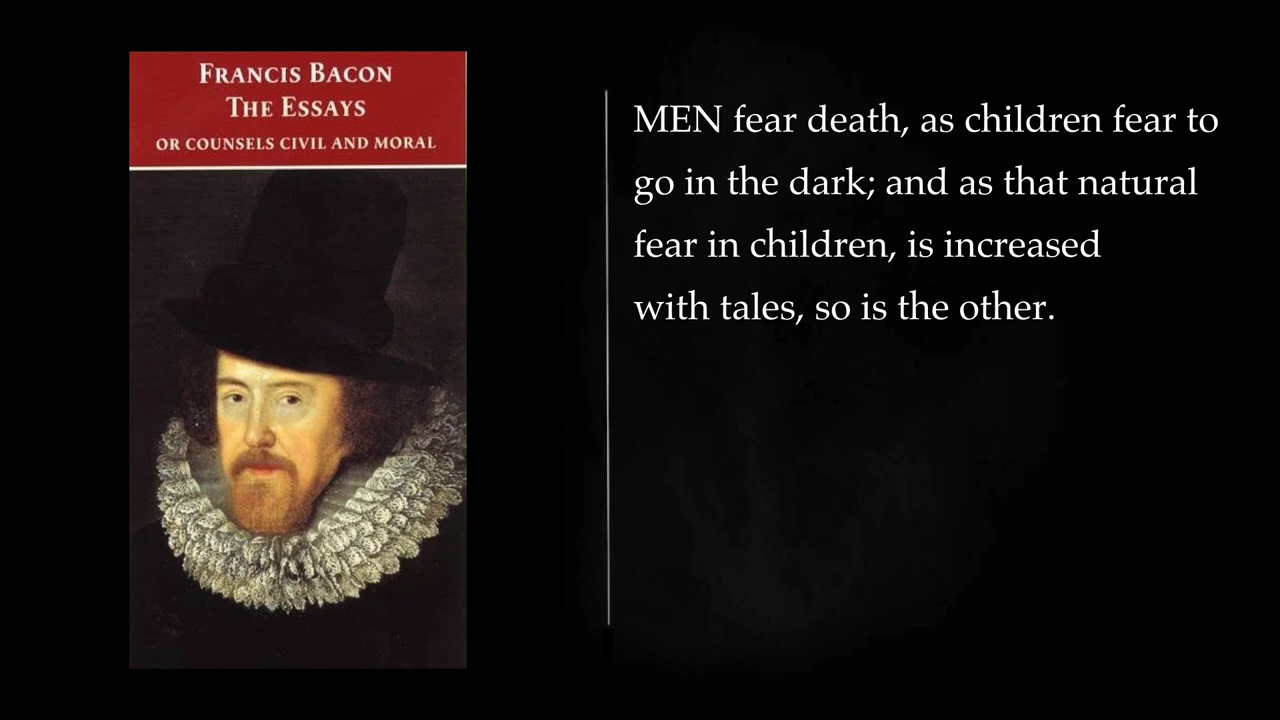 FRANCIS BACON
THE ESSAYS
OR COUNSELS CIVIL AND MORAL
MEN fear death, as children fear to
go in the dark; and as that natural
fear in children, is increased
with tales, so is the other.